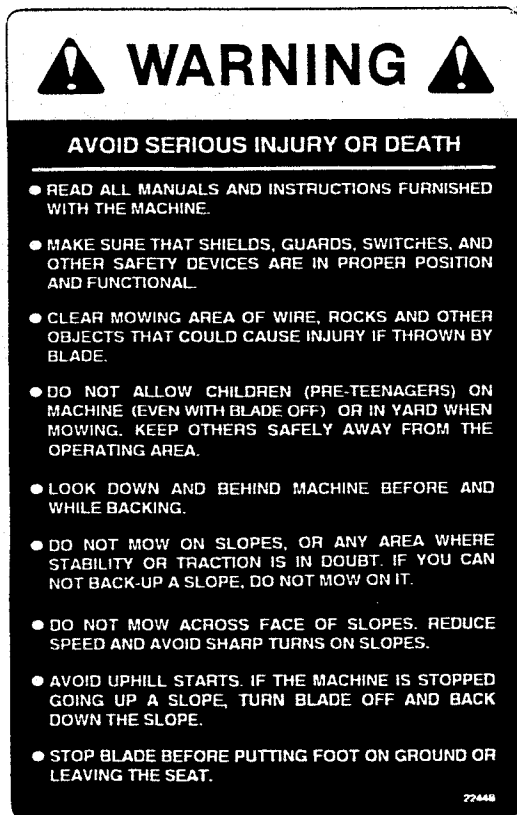 WARNING
AVOID SERIOUS INJURY OR DEATH
● READ ALL MANUALS AND INSTRUCTIONS FURNISHED
WITH THE MACHINE.
● MAKE SURE THAT SHIELDS, GUARDS, SWITCHES, AND
OTHER SAFETY DEVICES ARE IN PROPER POSITION
AND FUNCTIONAL.
● CLEAR MOWING AREA OF WIRE, ROCKS AND OTHER
OBJECTS THAT COULD CAUSE INJURY IF THROWN BY
BLADE.
● DO NOT ALLOW CHILDREN (PRE-TEENAGERS) ON
MACHINE (EVEN WITH BLADE OFF) OR IN YARD WHEN
MOWING. KEEP OTHERS SAFELY AWAY FROM THE
OPERATING AREA.
● LOOK DOWN AND BEHIND MACHINE BEFORE AND
WHILE BACKING.
● DO NOT MOW ON SLOPES, OR ANY AREA WHERE
STABILITY OR TRACTION IS IN DOUBT. IF YOU CAN
NOT BACK-UP A SLOPE, DO NOT MOW ON IT.
● DO NOT MOW ACROSS FACE OF SLOPES. REDUCE
SPEED AND AVOID SHARP TURNS ON SLOPES.
● AVOID UPHILL STARTS. IF THE MACHINE IS STOPPED
GOING UP A SLOPE, TURN BLADE OFF AND BACK
DOWN THE SLOPE.
● STOP BLADE BEFORE PUTTING FOOT ON GROUND OR
LEAVING THE SEAT.
22448